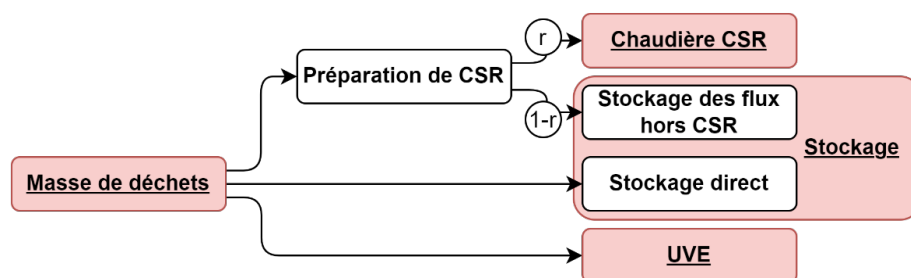 r
Chaudière CSR
Préparation de CSR
1-r
Stockage des flux
hors CSR
Stockage
Masse de déchets
Stockage direct
UVE